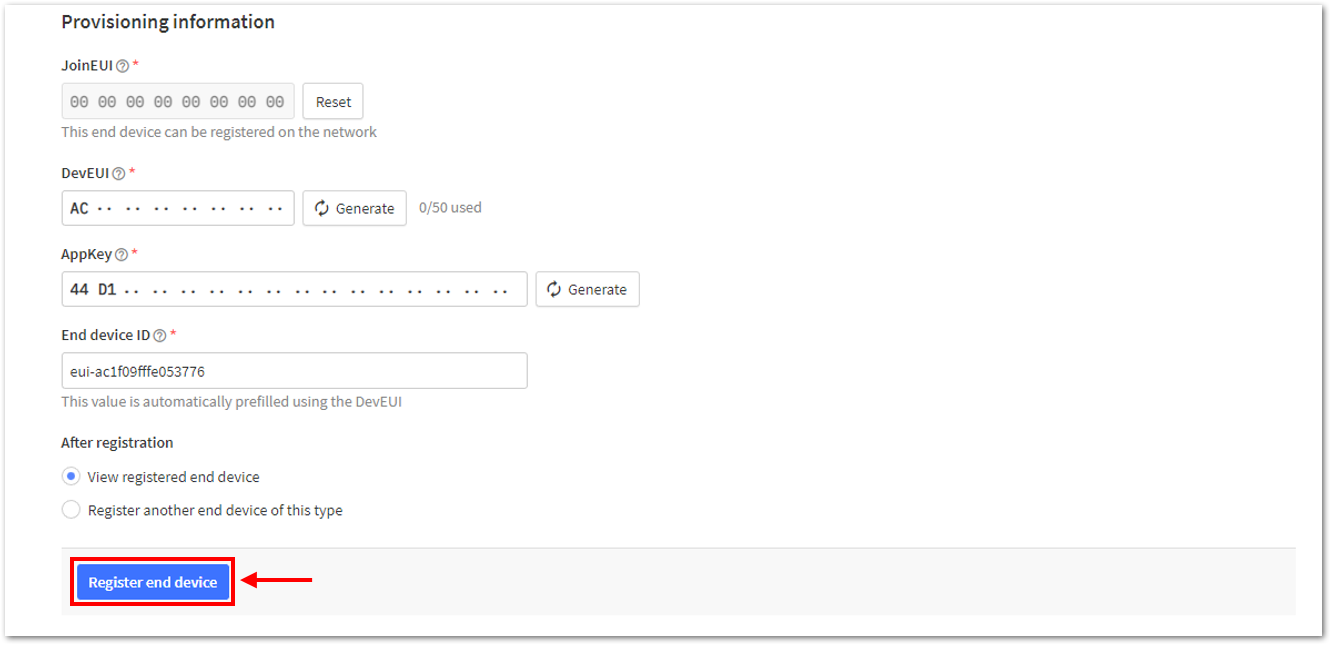 Provisioning information
JoinEUI *
00 00 00 00 00 00 00 00 Reset
This end device can be registered on the network
DevEUI *
AC ·· ·· ·· ·· ·· ·· ·· Generate 0/50 used
AppKey *
44 D1 ·· ·· ·· ·· ·· ·· ·· ·· ·· ·· ·· ·· ·· ·· Generate
End device ID *
eui-ac1f09fffe053776
This value is automatically prefilled using the DevEUI
After registration
View registered end device
Register another end device of this type
Register end device